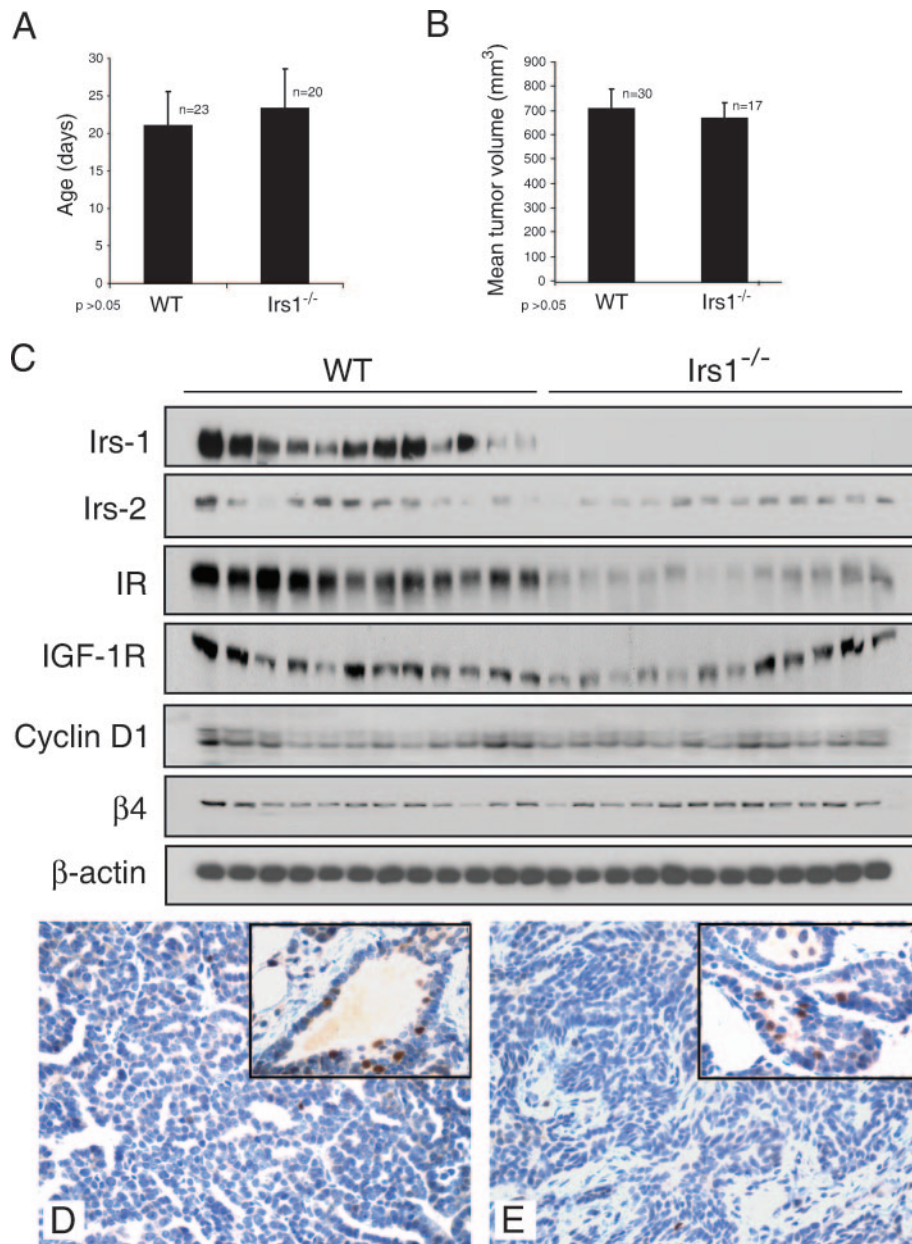 A
30
25
20
15
10
5
0
Age (days)
n=23
n=20
p >0.05
WT
Irs1-/-
B
900
800
700
600
500
400
300
200
100
0
Mean tumor volume (mm3)
n=30
n=17
p >0.05
WT
Irs1-/-
C
WT
Irs1-/-
Irs-1
Irs-2
IR
IGF-1R
Cyclin D1
β4
β-actin
D
E